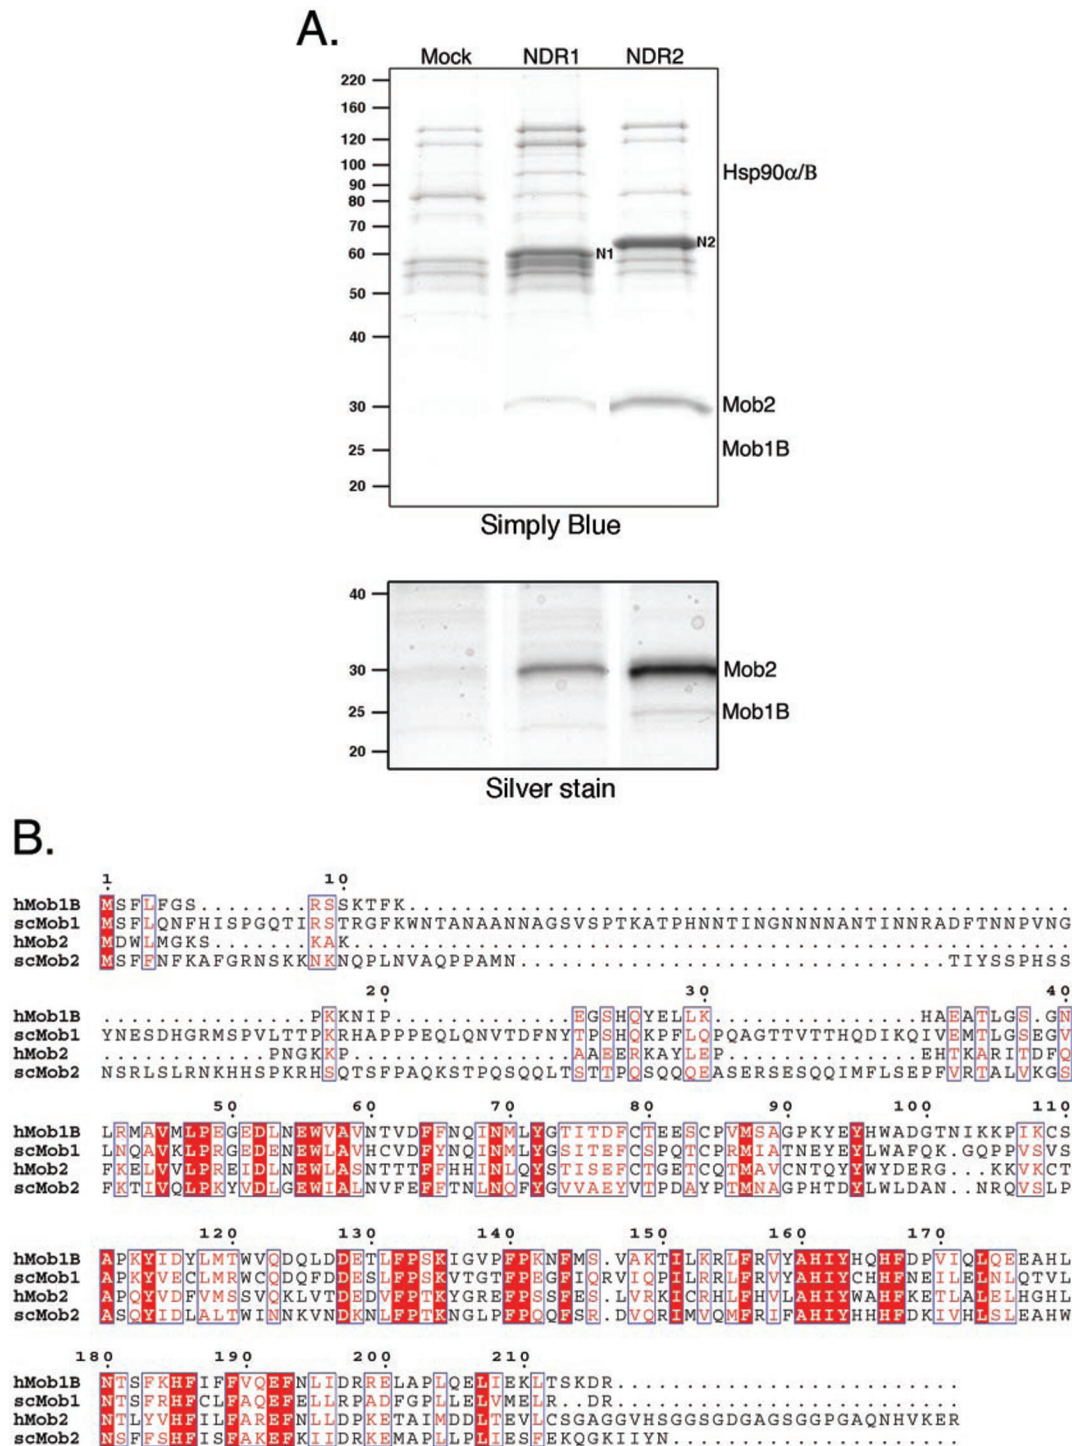 A.
Mock NDR1 NDR2
220
160
120
100
90
80
70
60
50
40
30
25
20
Hsp90α/B
N1
N2
Mob2
Mob1B
Simply Blue
40
30
25
20
Mob2
Mob1B
Silver stain
B.
1 10
hMob1B MSFLFGS........RSSKTFK................................................
scMob1 MSFLQNFHISPGQTIRSTRGFKWNTANAANNAGSVSPTKATPHNNTINGNNNNANTINNRADFTNNPVNG
hMob2 MDWLMGKS.......KAK....................................................
scMob2 MSFFNFKAFGRNSKKNKNQPLNVAQPPAMN...............................TIYSSPHSS
20 30 40
hMob1B ...............PKKNIP.............EGSHQYELLK...............HAEATLGS.GN
scMob1 YNESDHGRMSPVLTTPKRHAPPPEQLQNVTDFNYTPSHQKPFLQPQAGTTVTTHQDIKQIVEMTLGSEGV
hMob2 ............PNGKKP................AAEERKAYLEP..............EHTKARITDFQ
scMob2 NSRLSLRNKHHSPKRHSQTSFPAQKSTPQSQQLTSTTPQSQQQEASERSESQQIMFLSEPFVRTALVKGS
50 60 70 80 90 100 110
hMob1B LRMAVMLPEGEDLNEWVAVNTVDFFNQINMLYGTITDFCTEESCPVMSAGPKYEYHWADGTNIKKPIKCS
scMob1 LNQAVKLPRGEDENEWLAVHCVDFYNQINMLYGSITEFCSPQTCPRMIATNEYEYLWAFQK.GQPPVSVS
hMob2 FKELVVLPREIDLNEWLASNTTTFFHHINLQYSTISEFCTGETCQTMAVCNTQYYWYDERG...KKVKCT
scMob2 FKTIVQLPKYVDLGEWIALNVFEFFTNLNQFYGVVAEYVTPDAYPTMNAGPHTDYLWLDAN..NRQVSLP
120 130 140 150 160 170
hMob1B APKYIDYLMTWVQDQLDDETLFPSKIGVPFPKNFMS.VAKTILKRLFRVYAHIYHQHFDPVIQLQEEAHL
scMob1 APKYVECLMRWCQDQFDDESLFPSKVTGTFPEGFIQRVIQPILRRLFRVYAHIYCHHFNEILELNLQTVL
hMob2 APQYVDFVMSSVQKLVTDEDVFPTKYGREFPSSFES.LVRKICRHLFHVLAHIYWAHFKETLALELHGHL
scMob2 ASQYIDLALTWINNKVNDKNLFPTKNGLPFPQQFSR.DVQRIMVQMFRIFAHIYHHHFDKIVHLSLEAHW
180 190 200 210
hMob1B NTSFKHFIFFVQEFNLIDRRELAPLQELIEKLTSKDR........................
scMob1 NTSFRHFCLFAQEFELLRPADFGPLLELVMELR..DR........................
hMob2 NTLYVHFILFAREFNLLDPKETAIMDDLTEVLCSGAGGVHSGGSGDGAGSGGPGAQNHVKER
scMob2 NSFFSHFISFAKEFKIIDRKEMAPLLPLIESFEKQGKIIYN....................